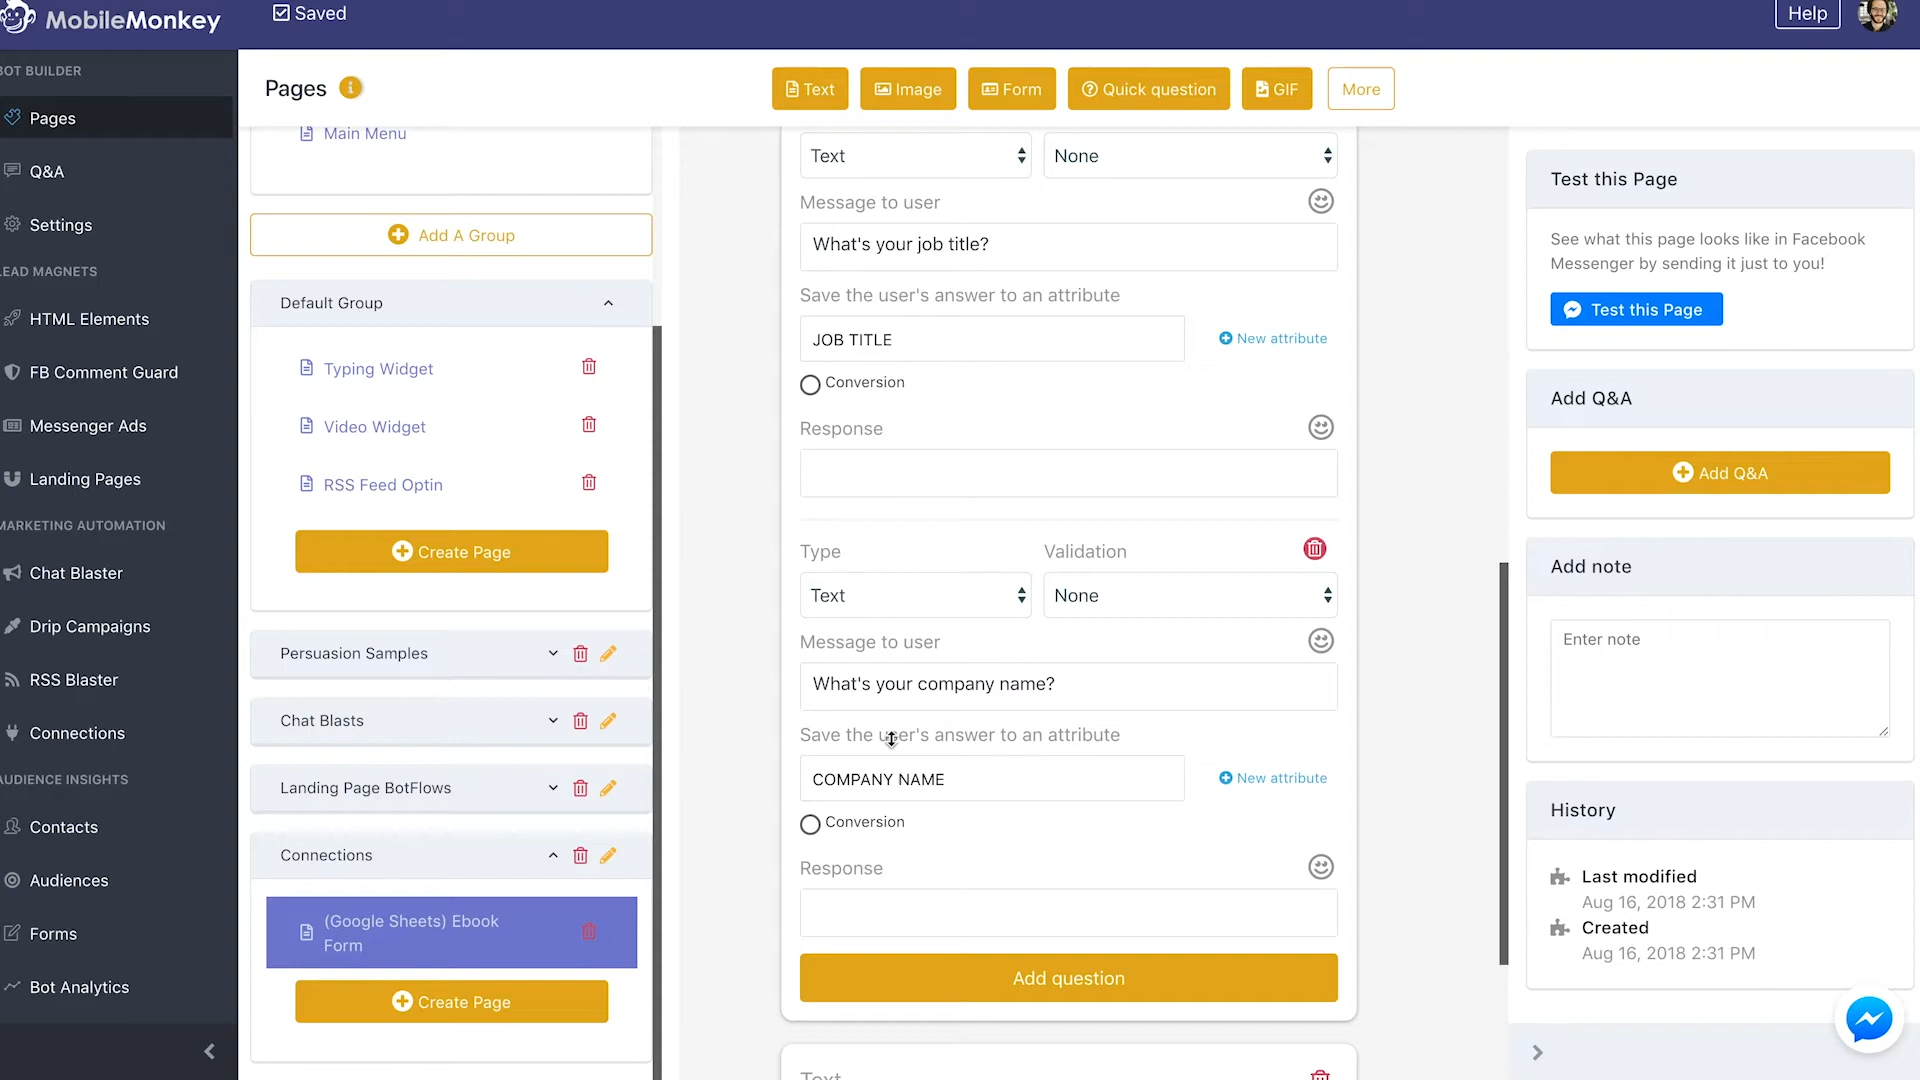 MobileMonkey
Saved
Help
BOT BUILDER
Pages
Q&A
Settings
LEAD MAGNETS
HTML Elements
FB Comment Guard
Messenger Ads
Landing Pages
MARKETING AUTOMATION
Chat Blaster
Drip Campaigns
RSS Blaster
Connections
AUDIENCE INSIGHTS
Contacts
Audiences
Forms
Bot Analytics
Pages
Text
Image
Form
Quick question
GIF
More
Main Menu
Add A Group
Default Group
Typing Widget
Video Widget
RSS Feed Optin
Create Page
Persuasion Samples
Chat Blasts
Landing Page BotFlows
Connections
(Google Sheets) Ebook
Form
Create Page
Text None
Message to user
What's your job title?
Save the user's answer to an attribute
JOB TITLE
New attribute
Conversion
Response
Type Validation
Text None
Message to user
What's your company name?
Save the user's answer to an attribute
COMPANY NAME
New attribute
Conversion
Response
Add question
Text
Test this Page
See what this page looks like in Facebook
Messenger by sending it just to you!
Test this Page
Add Q&A
Add Q&A
Add note
Enter note
History
Last modified
Aug 16, 2018 2:31 PM
Created
Aug 16, 2018 2:31 PM